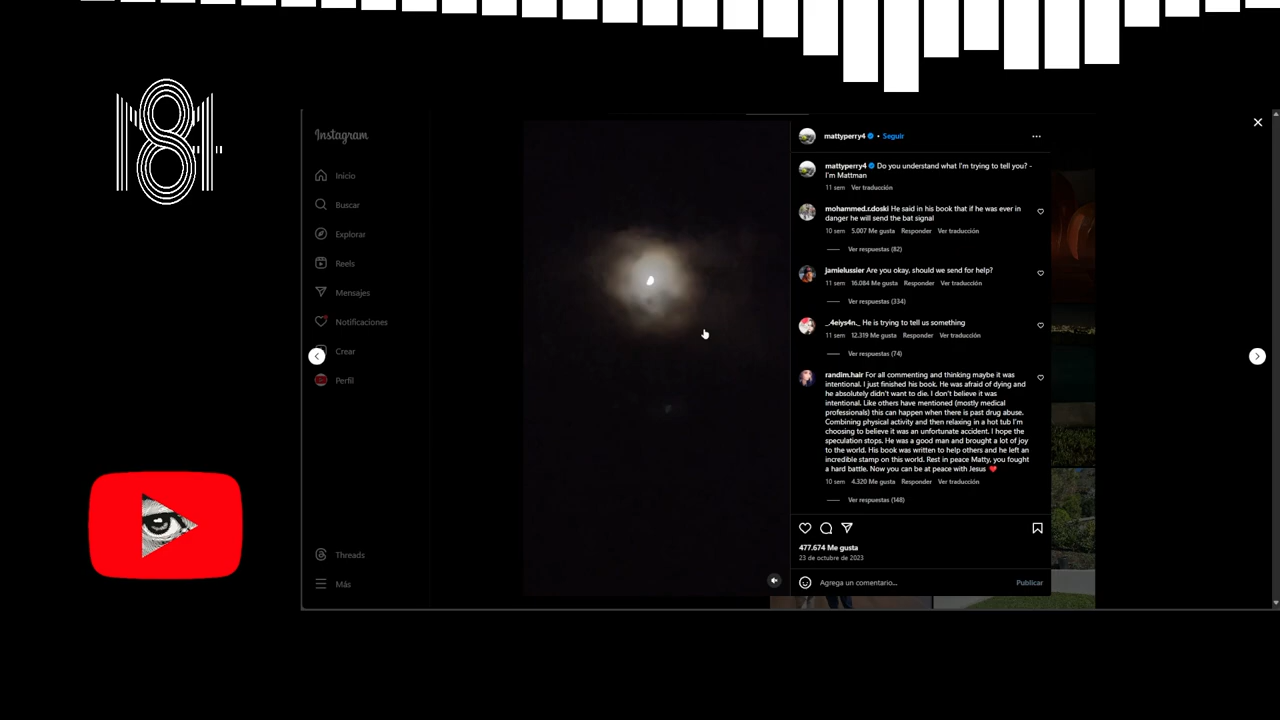 Instagram
Inicio
Buscar
Explorar
Reels
Mensajes
Notificaciones
Crear
Perfil
Threads
Más
mattyperry4 • Seguir
mattyperry4 Do you understand what I'm trying to tell you? -
I'm Mattman
11 sem Ver traducción
mohammed.r.doski He said in his book that if he was ever in
danger he will send the bat signal
10 sem 5.007 Me gusta Responder Ver traducción
Ver respuestas (82)
jamielussier Are you okay, should we send for help?
11 sem 16.084 Me gusta Responder Ver traducción
Ver respuestas (334)
_.4eiys4n._ He is trying to tell us something
11 sem 12.319 Me gusta Responder Ver traducción
Ver respuestas (74)
randim.hair For all commenting and thinking maybe it was
intentional. I just finished his book. He was afraid of dying and
he absolutely didn't want to die. I don't believe it was
intentional. Like others have mentioned (mostly medical
professionals) this can happen when there is past drug abuse.
Combining physical activity and then relaxing in a hot tub I'm
choosing to believe it was an unfortunate accident. I hope the
speculation stops. He was a good man and brought a lot of joy
to the world. His book was written to help others and he left an
incredible stamp on this world. Rest in peace Matty, you fought
a hard battle. Now you can be at peace with Jesus
10 sem 4.320 Me gusta Responder Ver traducción
Ver respuestas (148)
477.674 Me gusta
23 de octubre de 2023
Agrega un comentario... Publicar